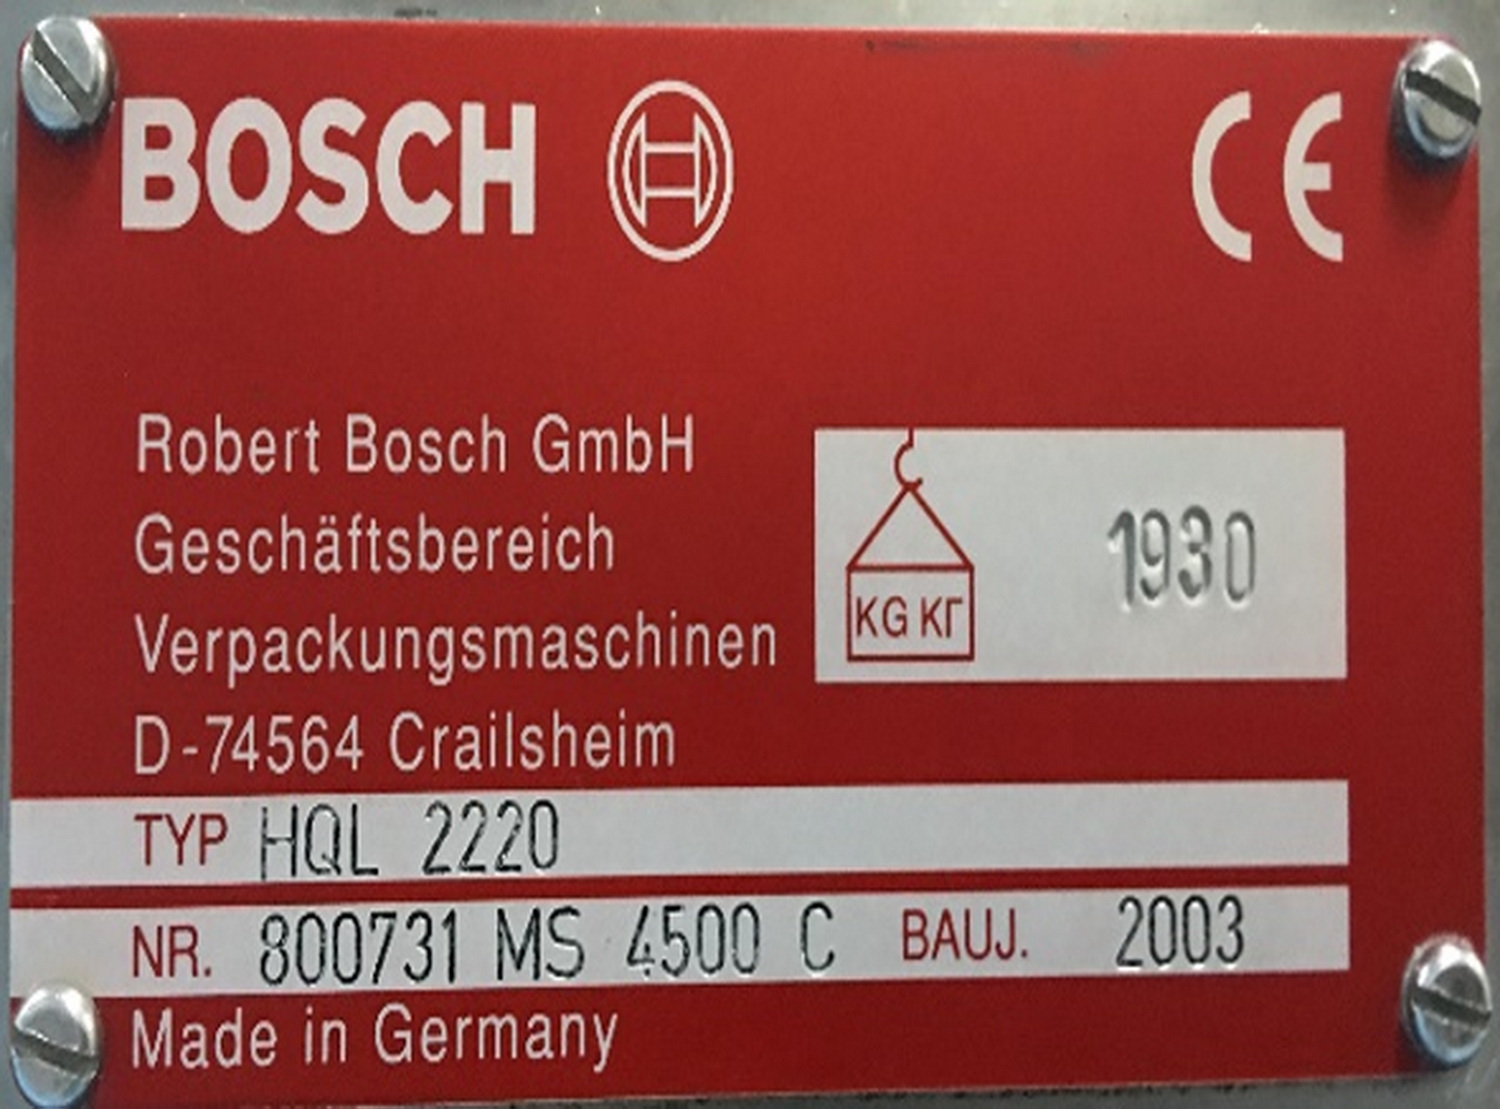 BOSCH CE
Robert Bosch GmbH
Geschäftsbereich
Verpackungsmaschinen
D-74564 Crailsheim
KG КГ 1930
TYP HQL 2220
NR. 800731 MS 4500 C BAUJ. 2003
Made in Germany